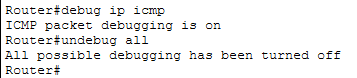 Router#debug ip icmp
ICMP packet debugging is on
Router#undebug all
All possible debugging has been turned off
Router#